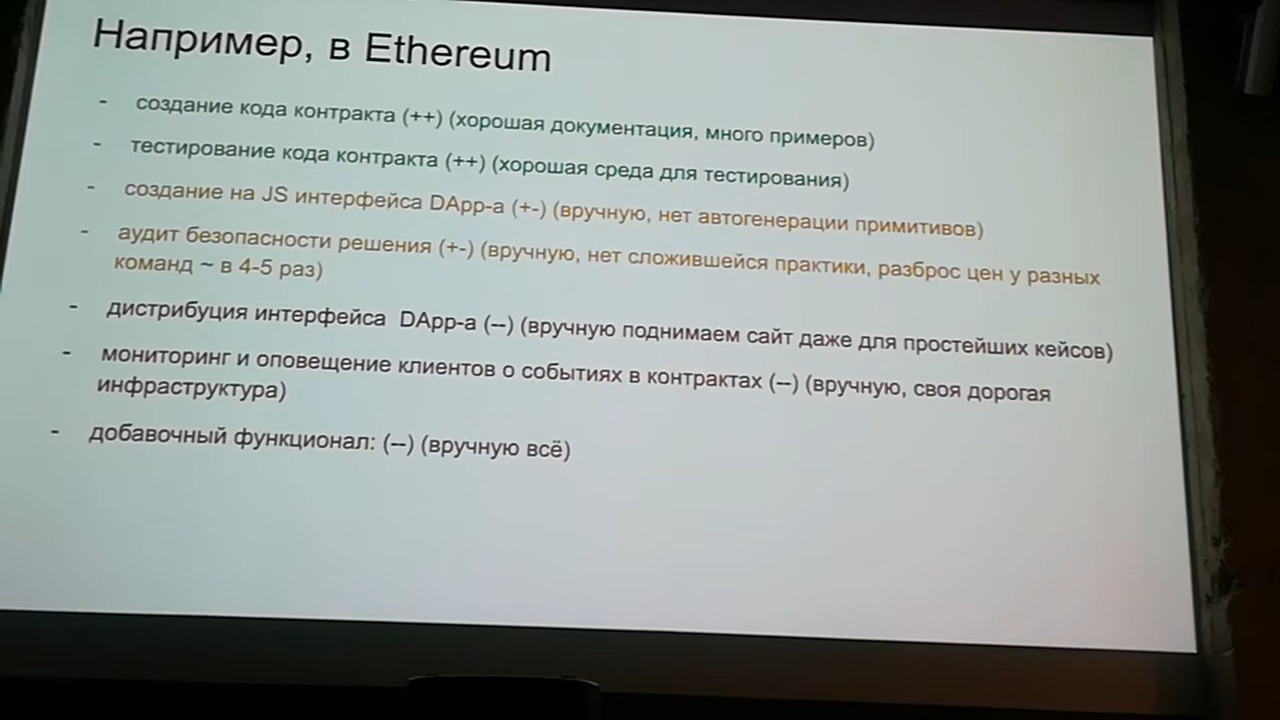 Например, в Ethereum
- создание кода контракта (++) (хорошая документация, много примеров)
- тестирование кода контракта (++) (хорошая среда для тестирования)
- создание на JS интерфейса DApp-а (+-) (вручную, нет автогенерации примитивов)
- аудит безопасности решения (+-) (вручную, нет сложившейся практики, разброс цен у разных
команд ~ в 4-5 раз)
- дистрибуция интерфейса DApp-а (--) (вручную поднимаем сайт даже для простейших кейсов)
- мониторинг и оповещение клиентов о событиях в контрактах (--) (вручную, своя дорогая
инфраструктура)
- добавочный функционал: (--) (вручную всё)